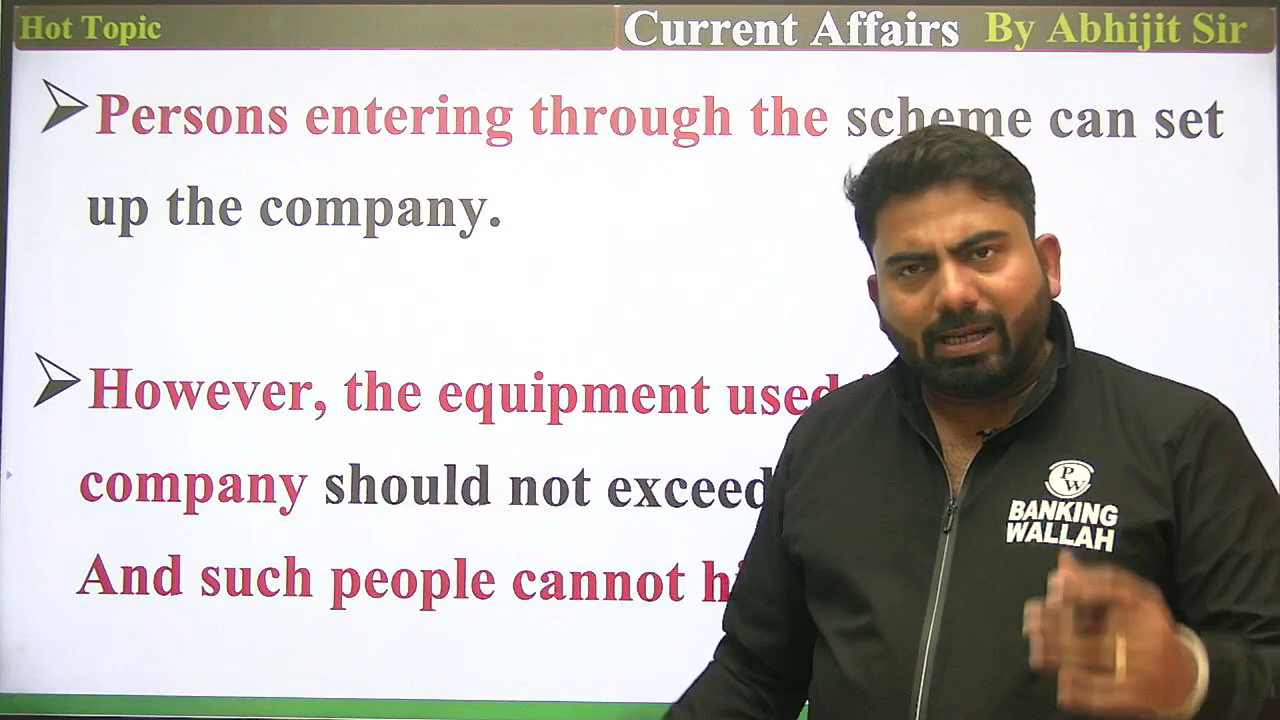 Hot Topic
Current Affairs By Abhijit Sir
Persons entering through the scheme can set
up the company.
However, the equipment used
company should not exceed
And such people cannot
PW
BANKING
WALLAH